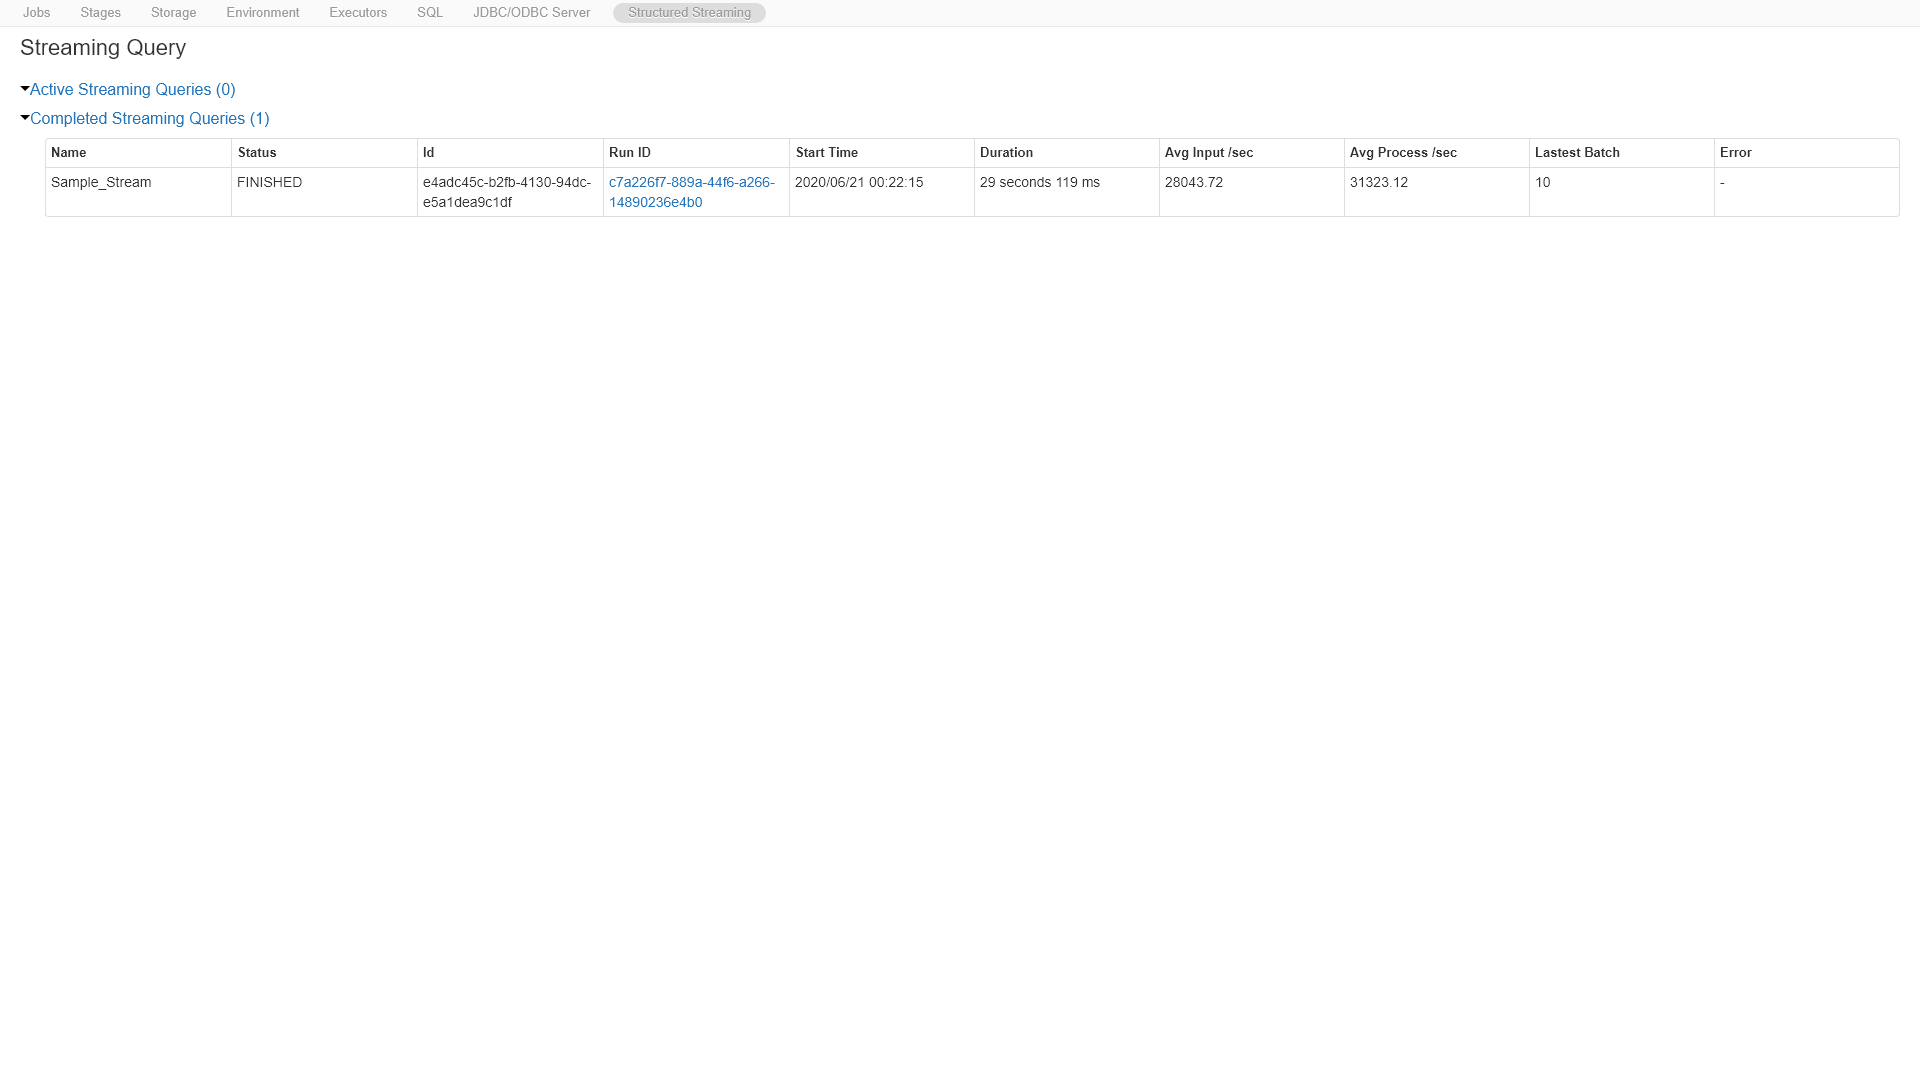 Jobs Stages Storage Environment Executors SQL JDBC/ODBC Server Structured Streaming
Streaming Query
Active Streaming Queries (0)
Completed Streaming Queries (1)
Name Status Id Run ID Start Time Duration Avg Input /sec Avg Process /sec Lastest Batch Error
Sample_Stream FINISHED e4adc45c-b2fb-4130-94dc- c7a226f7-889a-44f6-a266- 2020/06/21 00:22:15 29 seconds 119 ms 28043.72 31323.12 10 -
e5a1dea9c1df 14890236e4b0